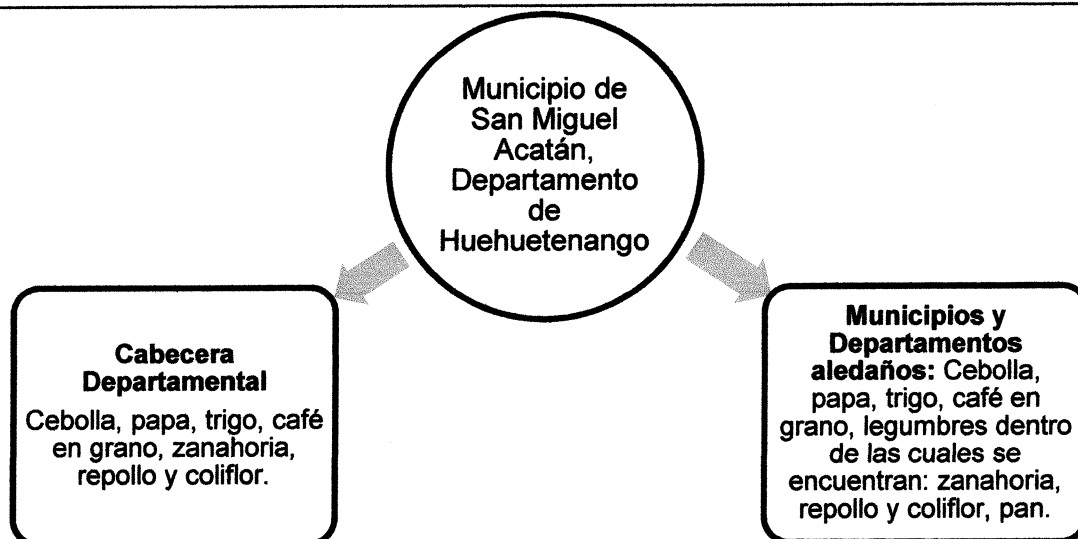 Municipio de
San Miguel
Acatán,
Departamento
de
Huehuetenango
Cabecera
Departamental
Cebolla, papa, trigo, café
en grano, zanahoria,
repollo y coliflor.
Municipios y
Departamentos
aledaños: Cebolla,
papa, trigo, café en
grano, legumbres dentro
de las cuales se
encuentran: zanahoria,
repollo y coliflor, pan.